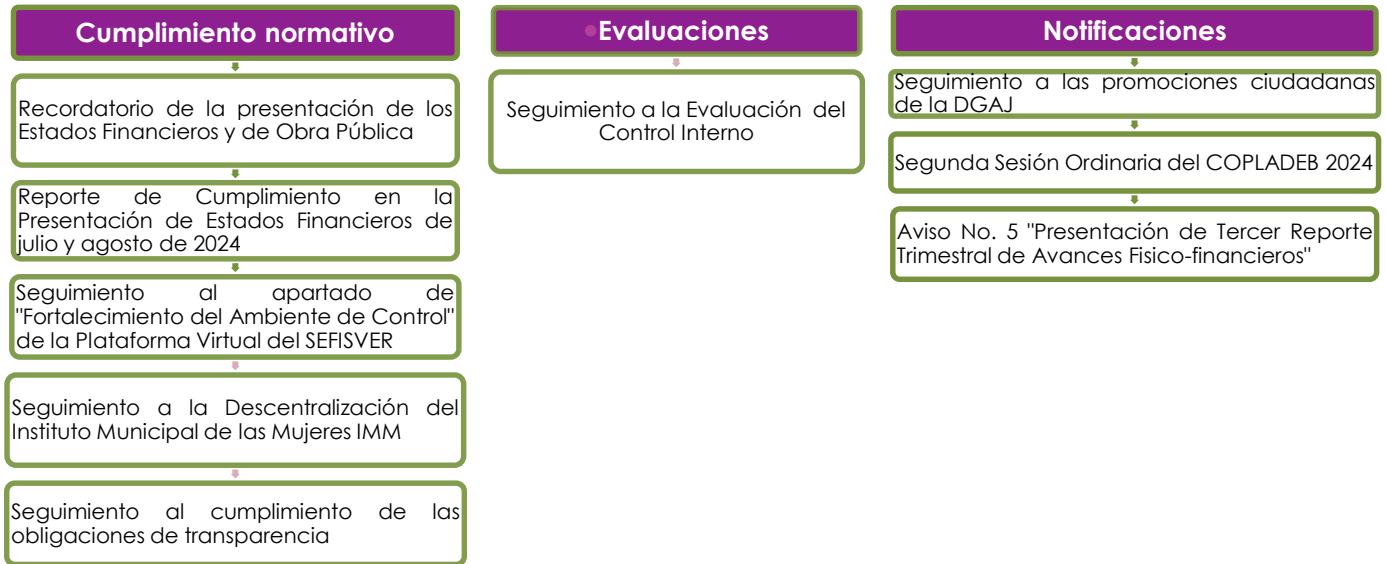 Cumplimiento normativo
Recordatorio de la presentación de los
Estados Financieros y de Obra Pública
Reporte de Cumplimiento en la
Presentación de Estados Financieros de
julio y agosto de 2024
Seguimiento al apartado de
"Fortalecimiento del Ambiente de Control"
de la Plataforma Virtual del SEFISVER
Seguimiento a la Descentralización del
Instituto Municipal de las Mujeres IMM
Seguimiento al cumplimiento de las
obligaciones de transparencia
•Evaluaciones
Seguimiento a la Evaluación del
Control Interno
Notificaciones
Seguimiento a las promociones ciudadanas
de la DGAJ
Segunda Sesión Ordinaria del COPLADEB 2024
Aviso No. 5 "Presentación de Tercer Reporte
Trimestral de Avances Fisico-financieros"